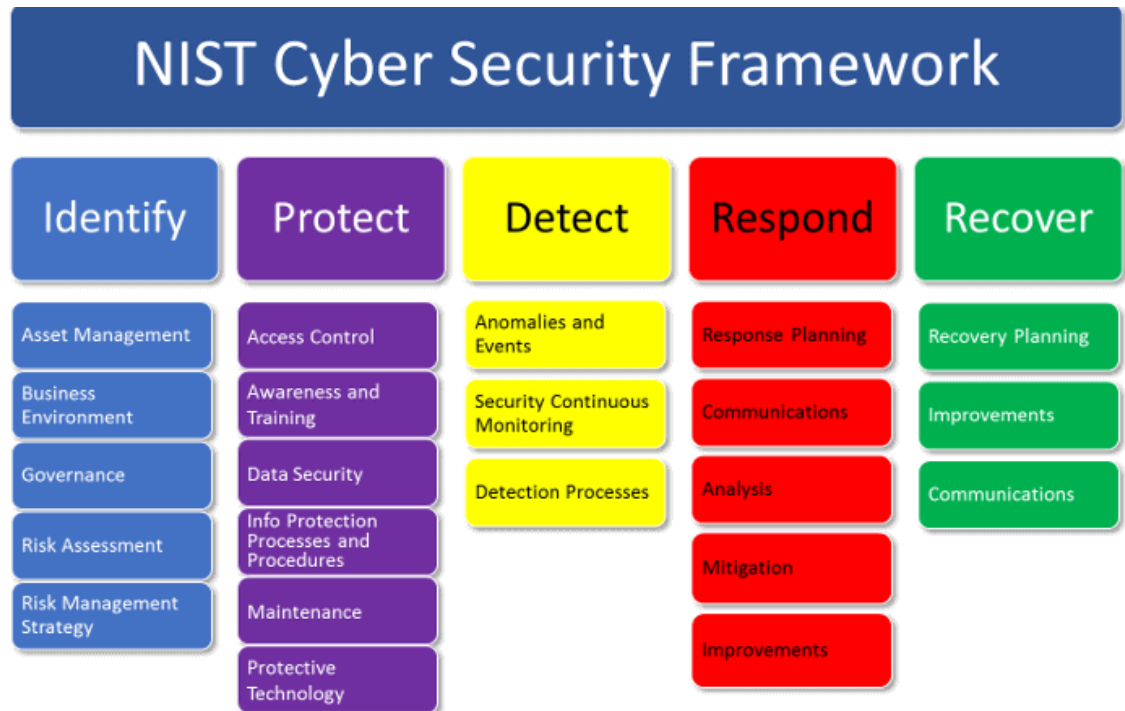 NIST Cyber Security Framework
Identify
Asset Management
Business
Environment
Governance
Risk Assessment
Risk Management
Strategy
Protect
Access Control
Awareness and
Training
Data Security
Info Protection
Processes and
Procedures
Maintenance
Protective
Technology
Detect
Anomalies and
Events
Security Continuous
Monitoring
Detection Processes
Respond
Response Planning
Communications
Analysis
Mitigation
Improvements
Recover
Recovery Planning
Improvements
Communications